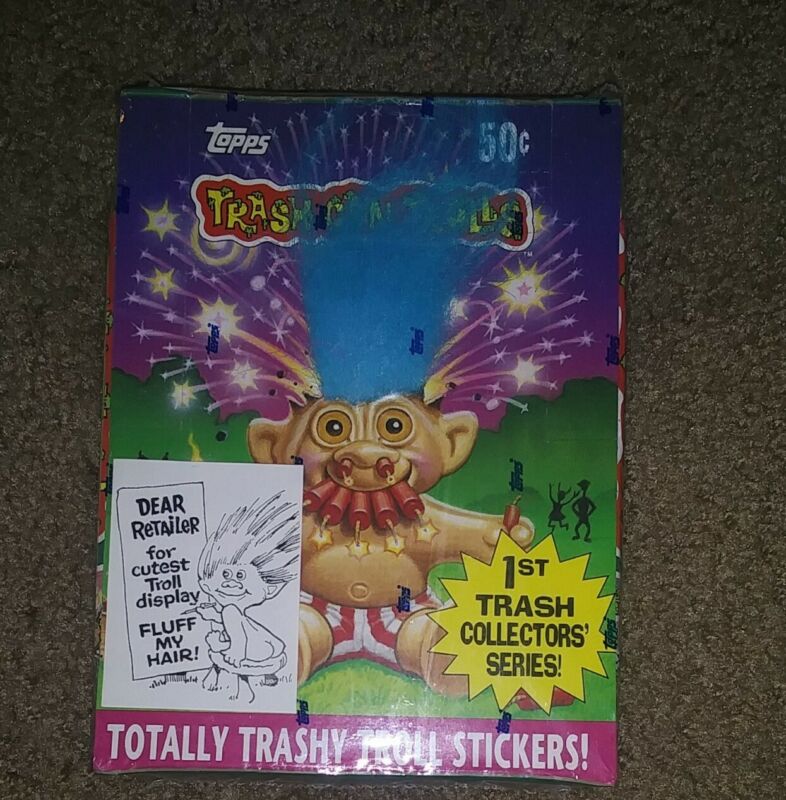 topps
50¢
TRASH
DEAR
RETAILER
for
cutest
Troll
display
FLUFF
MY
HAIR!
1ST
TRASH
COLLECTORS'
SERIES!
TOTALLY TRASHY TROLL STICKERS!